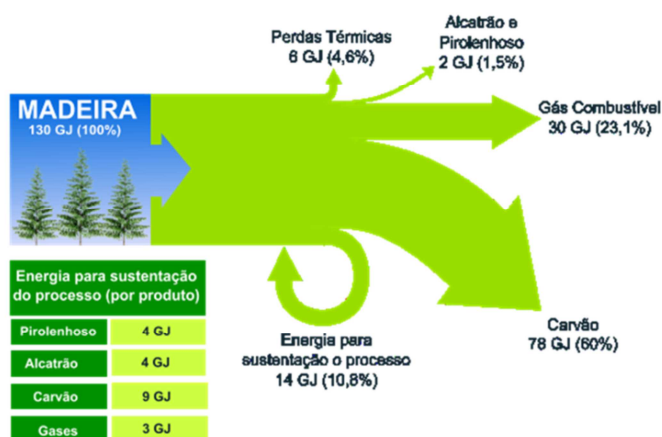 Perdas Térmicas
6 GJ (4,6%)
Alcatrão e
Pirolenhoso
2 GJ (1,5%)
MADEIRA
130 GJ (100%)
Gás Combustível
30 GJ (23,1%)
Energia para sustentação
do processo (por produto)
Pirolenhoso 4 GJ
Alcatrão 4 GJ
Carvão 9 GJ
Gases 3 GJ
Energia para
sustentação o processo
14 GJ (10,8%)
Carvão
78 GJ (60%)